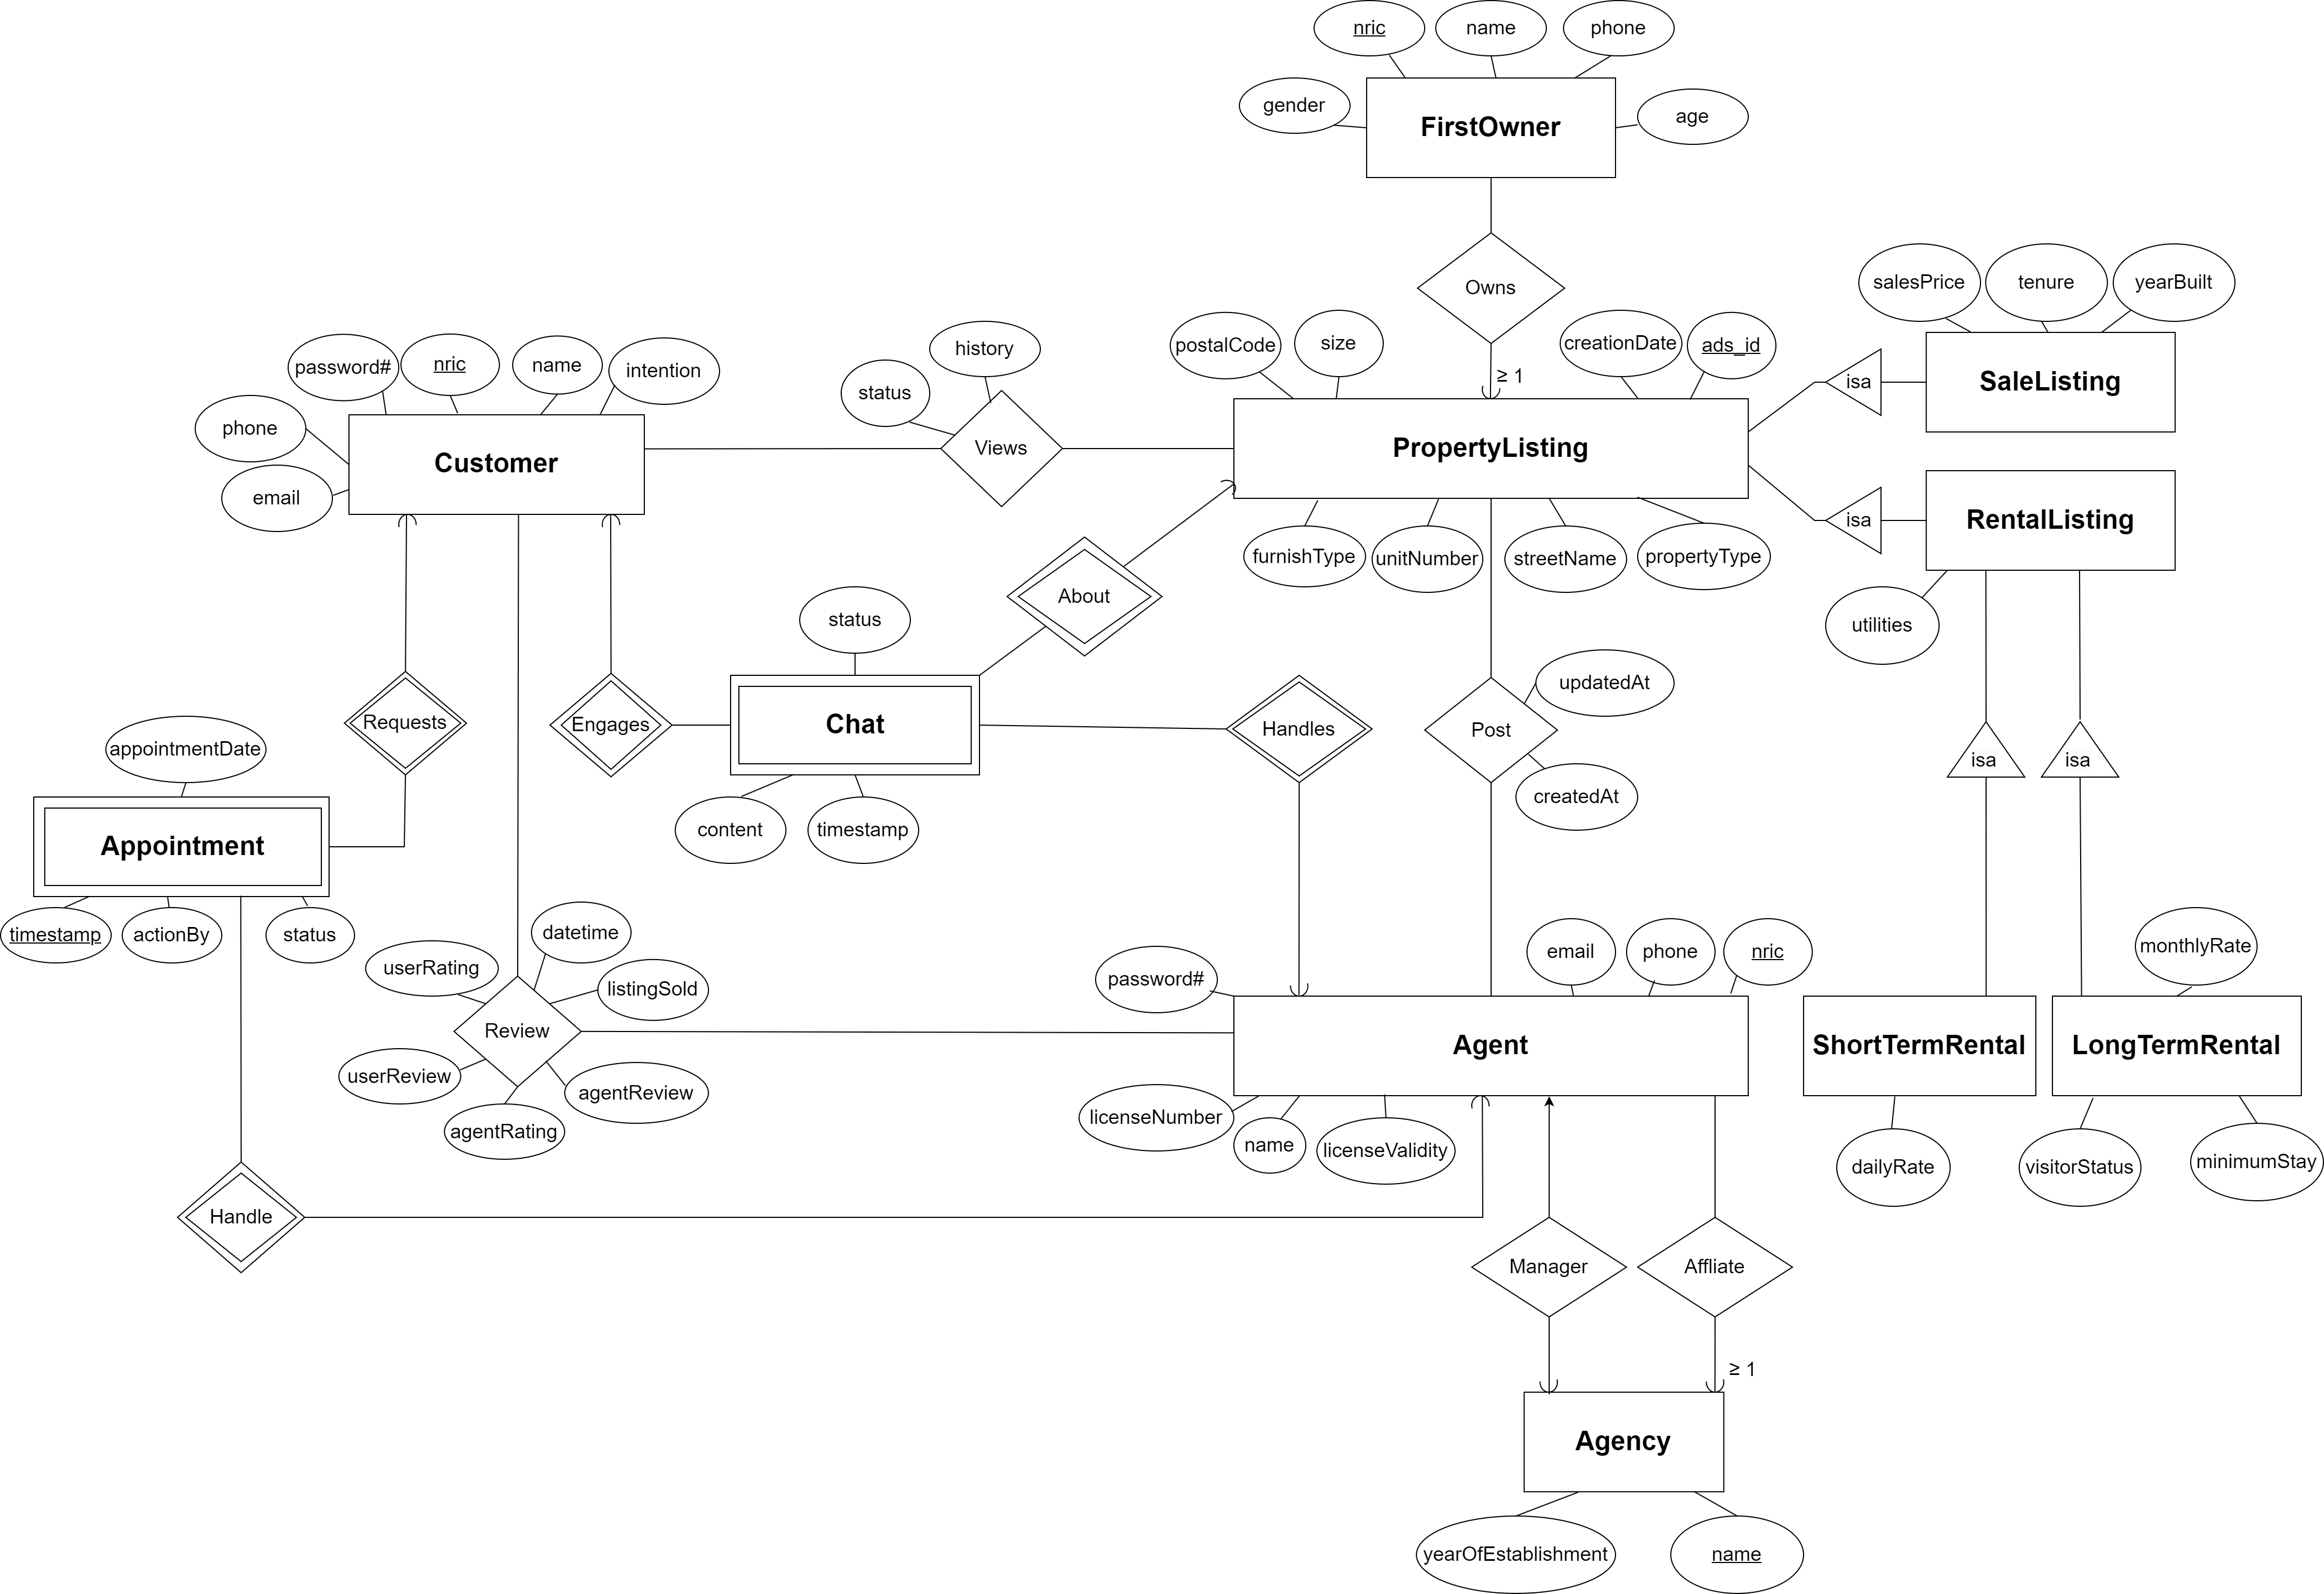 nric
name
phone
gender
FirstOwner
age
Owns
salesPrice
tenure
yearBuilt
password#
nric
name
intention
history
status
postalCode
size
≥ 1
creationDate
ads_id
isa
SaleListing
phone
Customer
Views
PropertyListing
email
isa
RentalListing
furnishType
unitNumber
streetName
propertyType
About
status
utilities
Requests
Engages
Chat
Handles
updatedAt
Post
appointmentDate
isa
isa
createdAt
content
timestamp
Appointment
timestamp
actionBy
status
datetime
userRating
listingSold
email
phone
nric
monthlyRate
password#
Review
Agent
ShortTermRental
LongTermRental
userReview
agentReview
agentRating
licenseNumber
name
licenseValidity
dailyRate
visitorStatus
minimumStay
Handle
Manager
Affliate
≥ 1
Agency
yearOfEstablishment
name